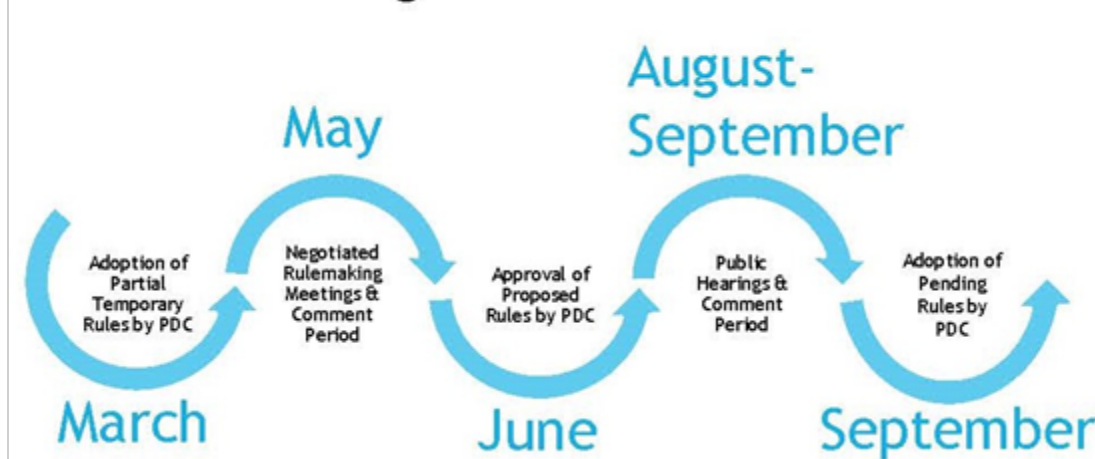 March
Adoption of
Partial
Temporary
Rules by PDC
May
Negotiated
Rulemaking
Meetings &
Comment
Period
June
Approval of
Proposed
Rules by PDC
August-
September
Public
Hearings &
Comment
Period
September
Adoption of
Pending
Rules by
PDC